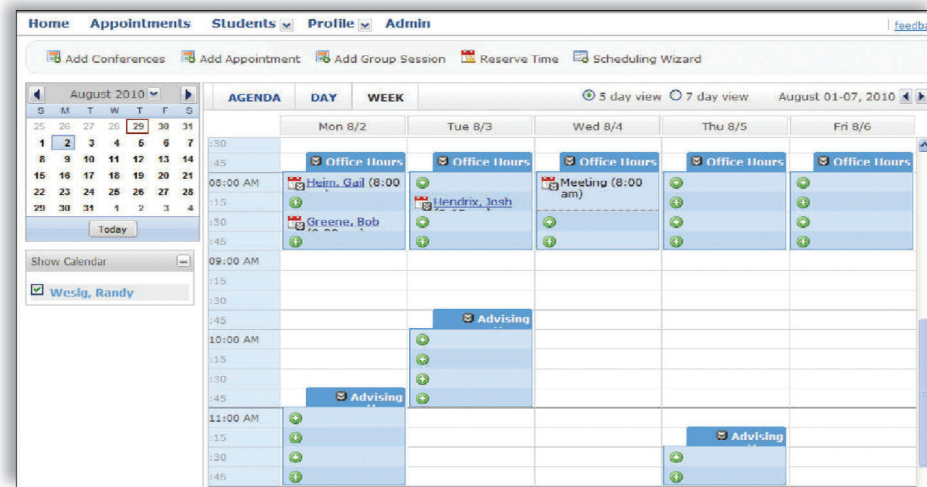 Home Appointments Students Profile Admin
feedba
Add Conferences Add Appointment Add Group Session Reserve Time Scheduling Wizard
August 2010
S M T W T F S
25 26 27 28 29 30 31
1 2 3 4 5 6 7
8 9 10 11 12 13 14
15 16 17 18 19 20 21
22 23 24 25 26 27 28
29 30 31 1 2 3 4
Today
Show Calendar
Wesig, Randy
AGENDA DAY WEEK 5 day view 7 day view August 01-07, 2010
Mon 8/2 Tue 8/3 Wed 8/4 Thu 8/5 Fri 8/6
:30
:45 Office Hours Office Hours Office Hours Office Hours Office Hours
08:00 AM Heim, Gail (8:00 Meeting (8:00
am)
:15 Hendrix, Josh
:30 Greene, Bob
:45
09:00 AM
:15
:30
:45 Advising
10:00 AM
:15
:30
:45 Advising
11:00 AM
:15 Advising
:30
:45